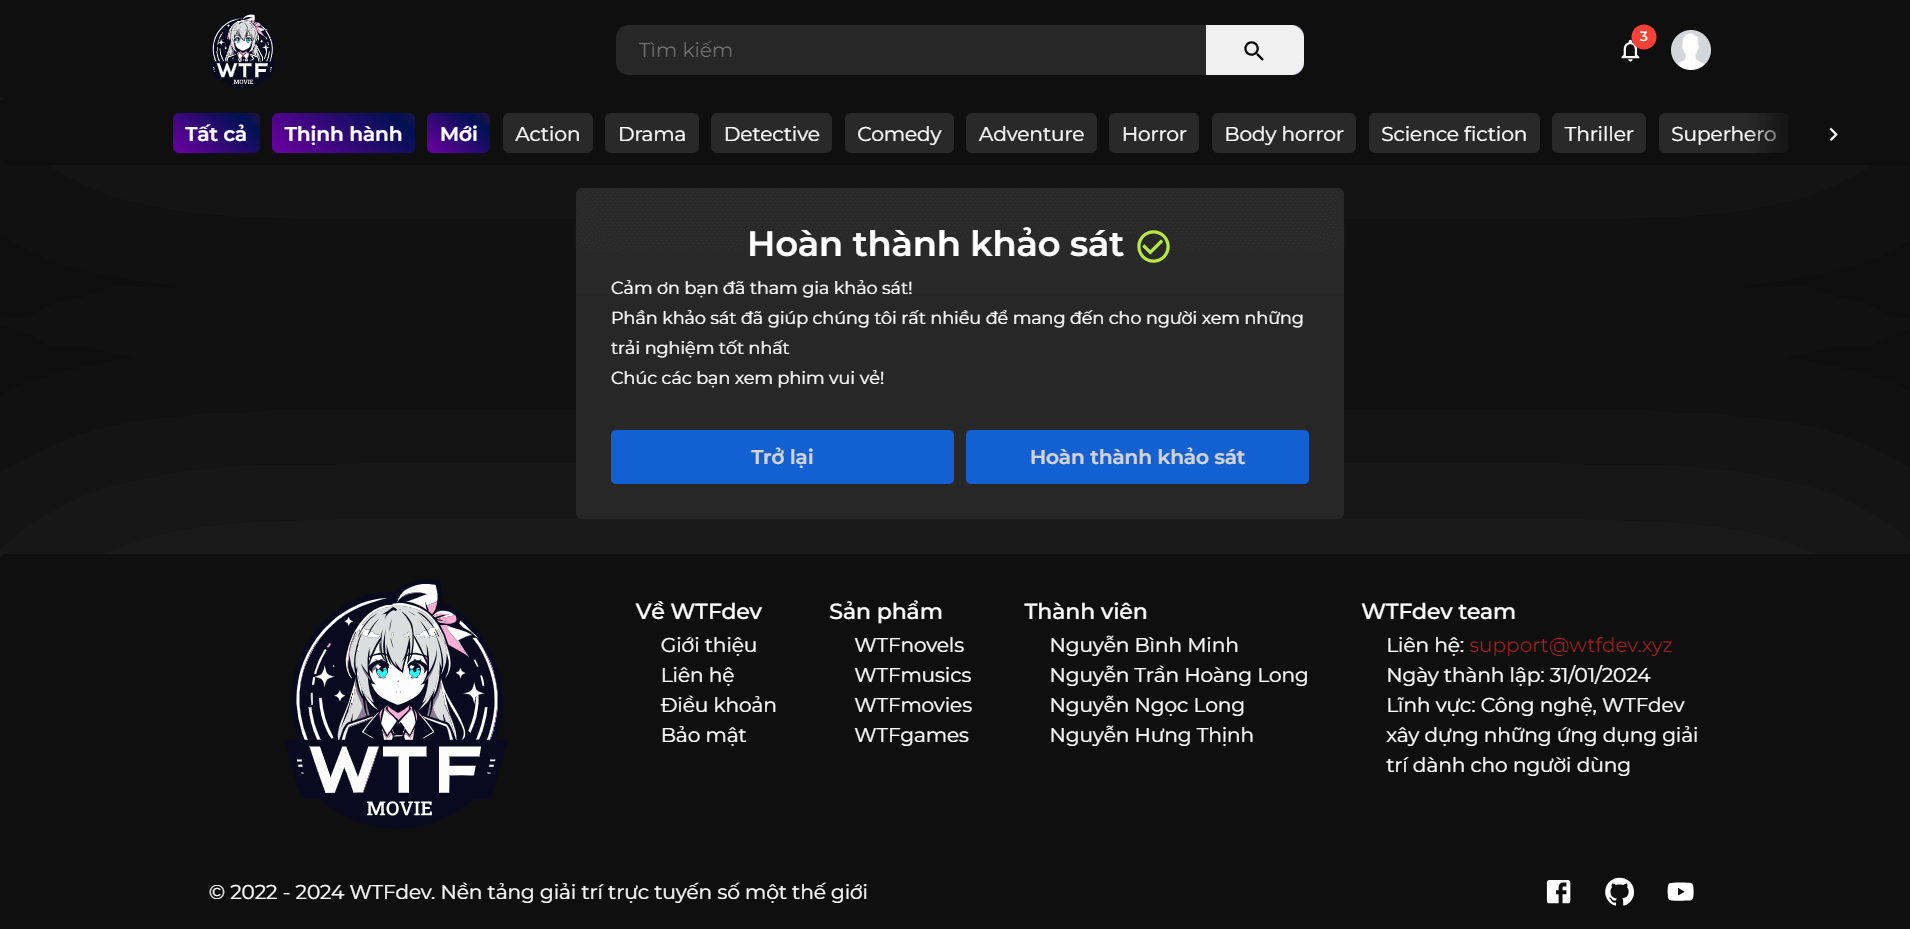 WTF
MOVIE
Tìm kiếm
3
Tất cả
Thịnh hành
Mới
Action
Drama
Detective
Comedy
Adventure
Horror
Body horror
Science fiction
Thriller
Superhero
Hoàn thành khảo sát
Cảm ơn bạn đã tham gia khảo sát!
Phần khảo sát đã giúp chúng tôi rất nhiều để mang đến cho người xem những
trải nghiệm tốt nhất
Chúc các bạn xem phim vui vẻ!
Trở lại
Hoàn thành khảo sát
WTF
MOVIE
Về WTFdev
Giới thiệu
Liên hệ
Điều khoản
Bảo mật
Sản phẩm
WTFnovels
WTFmusics
WTFmovies
WTFgames
Thành viên
Nguyễn Bình Minh
Nguyễn Trần Hoàng Long
Nguyễn Ngọc Long
Nguyễn Hưng Thịnh
WTFdev team
Liên hệ: support@wtfdev.xyz
Ngày thành lập: 31/01/2024
Lĩnh vực: Công nghệ, WTFdev
xây dựng những ứng dụng giải
trí dành cho người dùng
© 2022 - 2024 WTFdev. Nền tảng giải trí trực tuyến số một thế giới